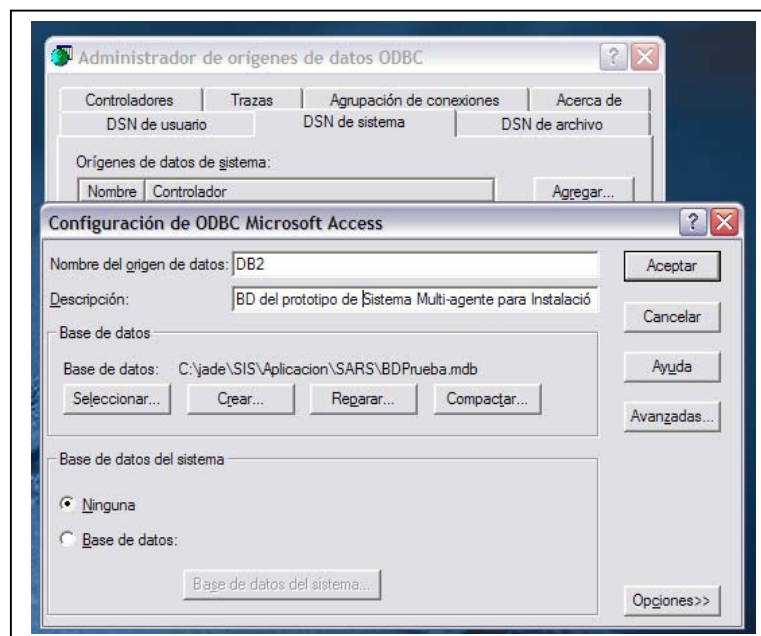 Administrador de orígenes de datos ODBC
Controladores Trazas Agrupación de conexiones Acerca de
DSN de usuario DSN de sistema DSN de archivo
Orígenes de datos de sistema:
Nombre Controlador Agregar...
Configuración de ODBC Microsoft Access
Nombre del origen de datos: DB2 Aceptar
Descripción: BD del prototipo de Sistema Multi-agente para Instalació
Cancelar
Base de datos
Base de datos: C:\jade\SIS\Aplicacion\SARS\BDPrueba.mdb Ayuda
Seleccionar... Crear... Reparar... Compactar...
Avanzadas...
Base de datos del sistema
Ninguna
Base de datos:
Base de datos del sistema...
Opciones>>